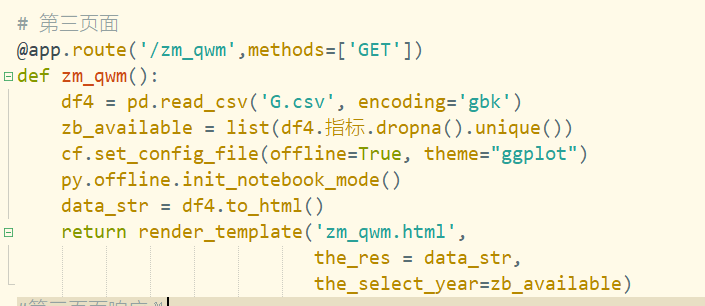 # 第三页面
@app.route('/zm_qwm',methods=['GET'])
def zm_qwm():
    df4 = pd.read_csv('G.csv', encoding='gbk')
    zb_available = list(df4.指标.dropna().unique())
    cf.set_config_file(offline=True, theme="ggplot")
    py.offline.init_notebook_mode()
    data_str = df4.to_html()
    return render_template('zm_qwm.html',
                            the_res = data_str,
                            the_select_year=zb_available)